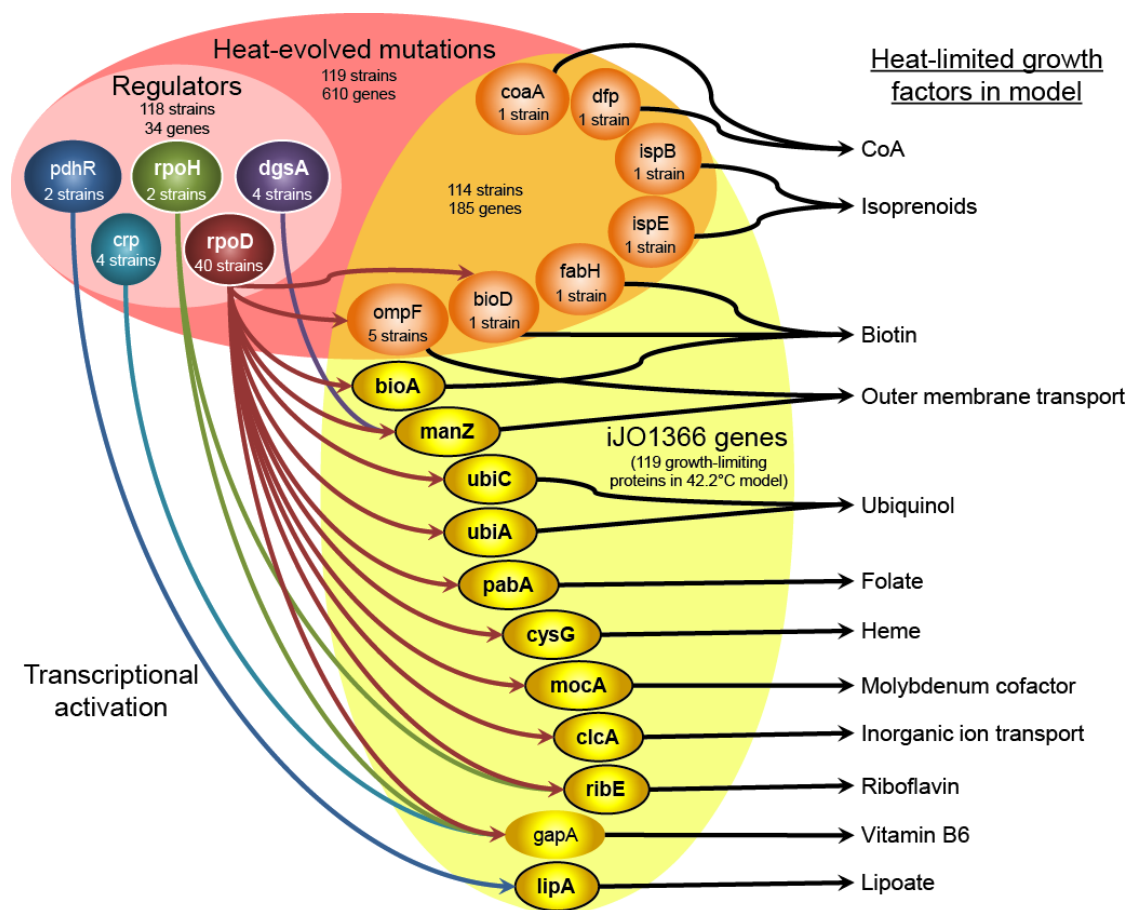 Heat-evolved mutations
119 strains
610 genes
Heat-limited growth
factors in model
Regulators
118 strains
34 genes
coaA
1 strain
dfp
1 strain
CoA
ispB
1 strain
pdhR
2 strains
rpoH
2 strains
dgsA
4 strains
114 strains
185 genes
Isoprenoids
ispE
1 strain
crp
4 strains
rpoD
40 strains
fabH
1 strain
bioD
1 strain
ompF
5 strains
Biotin
bioA
Outer membrane transport
manZ
iJO1366 genes
(119 growth-limiting
proteins in 42.2°C model)
ubiC
Ubiquinol
ubiA
pabA
Folate
cysG
Heme
Transcriptional
activation
mocA
Molybdenum cofactor
clcA
Inorganic ion transport
ribE
Riboflavin
gapA
Vitamin B6
lipA
Lipoate